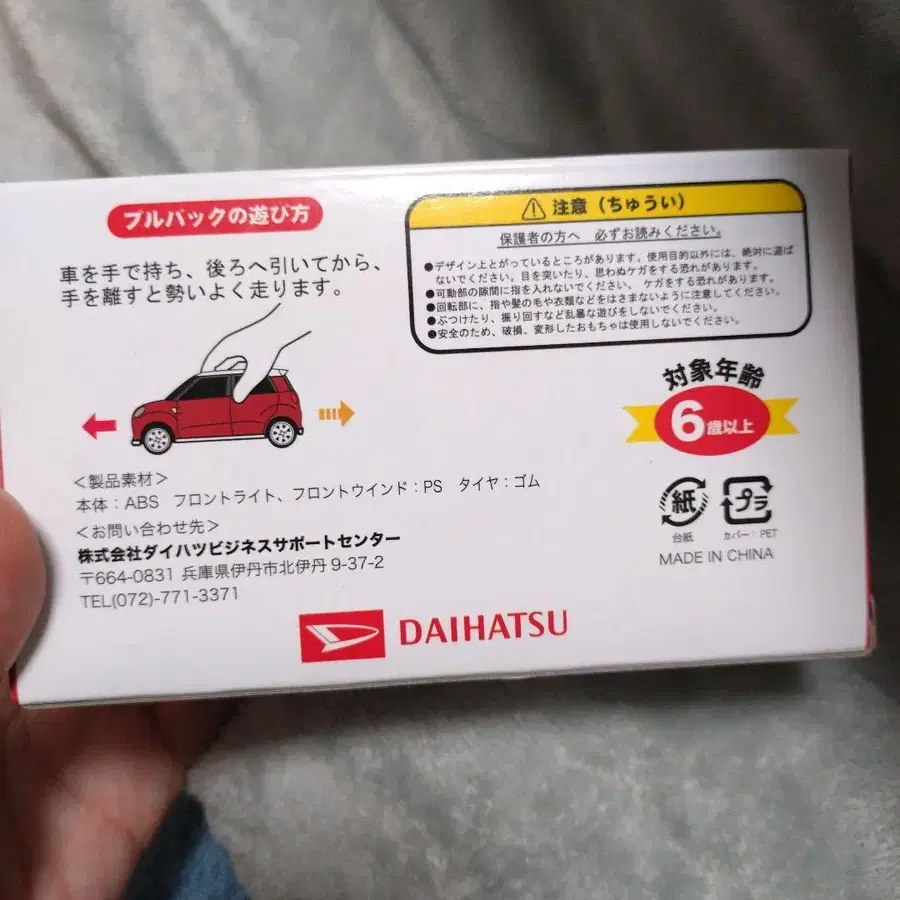 プルバックの遊び方
車を手で持ち、後ろへ引いてから、
手を離すと勢いよく走ります。
⚠注意（ちゅうい）
保護者の方へ 必ずお読みください。
●デザイン上とがっているところがあります。使用目的以外には、絶対に遊ば
ないでください。目を突いたり、思わぬケガをする恐れがあります。
●可動部の隙間に指を入れないでください。 ケガをする恐れがあります。
●回転部に、指や髪の毛や衣類などをはさまないように注意してください。
●ぶつけたり、振り回すなど乱暴な遊びをしないでください。
●安全のため、破損、変形したおもちゃは使用しないでください。
対象年齢
6歳以上
＜製品素材＞
本体：ABS フロントライト、フロントウインド：PS タイヤ：ゴム
＜お問い合わせ先＞
株式会社ダイハツビジネスサポートセンター
〒664-0831 兵庫県伊丹市北伊丹 9-37-2
TEL(072)-771-3371
紙 プラ
台紙 カバー：PET
MADE IN CHINA
DAIHATSU